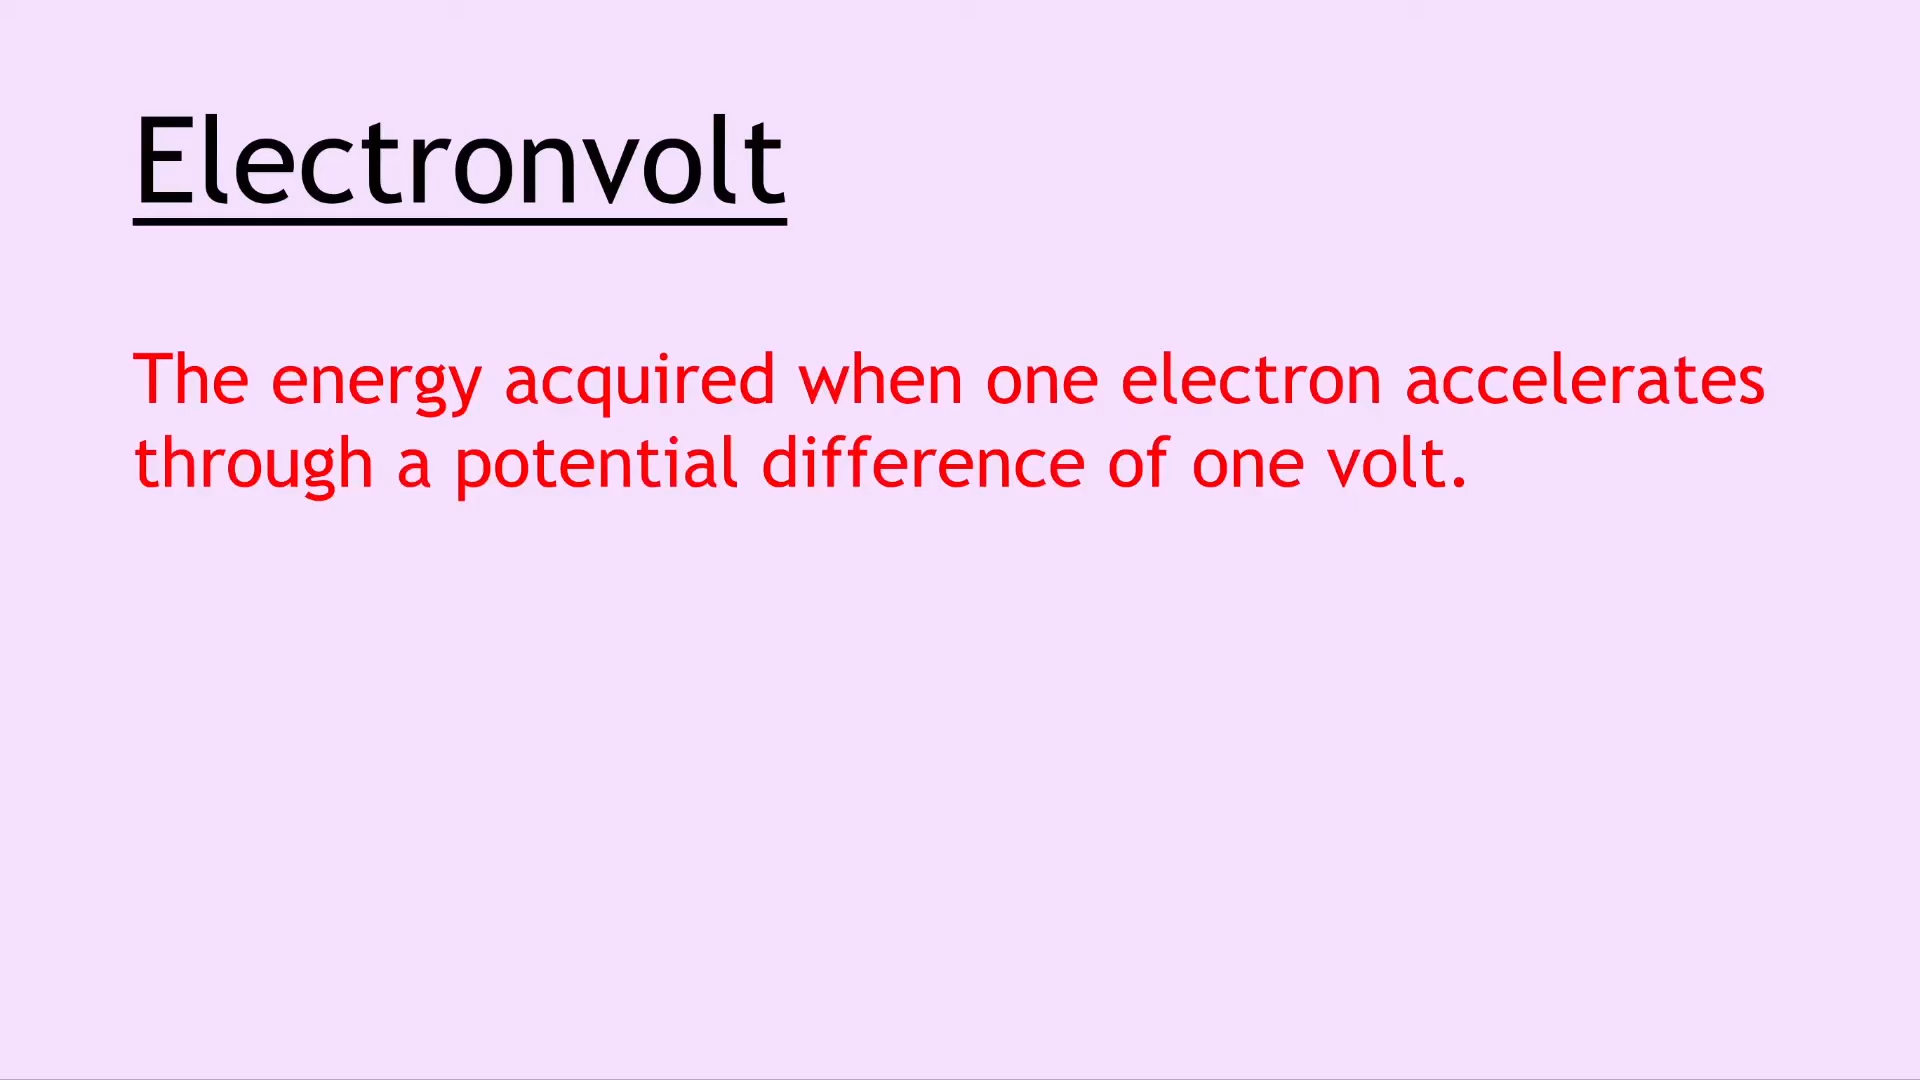 Electronvolt
The energy acquired when one electron accelerates
through a potential difference of one volt.